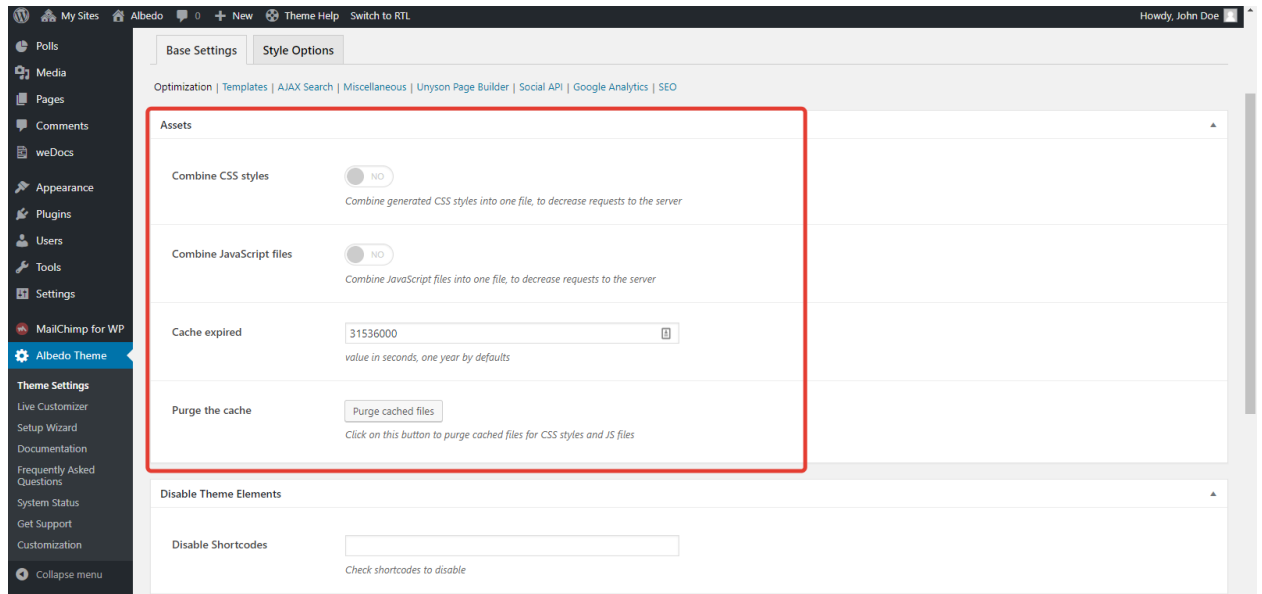 My Sites Albedo 0 + New Theme Help Switch to RTL Howdy, John Doe
Polls
Media
Pages
Comments
weDocs
Appearance
Plugins
Users
Tools
Settings
MailChimp for WP
Albedo Theme
Theme Settings
Live Customizer
Setup Wizard
Documentation
Frequently Asked
Questions
System Status
Get Support
Customization
Collapse menu
Base Settings Style Options
Optimization | Templates | AJAX Search | Miscellaneous | Unyson Page Builder | Social API | Google Analytics | SEO
Assets
Combine CSS styles NO
Combine generated CSS styles into one file, to decrease requests to the server
Combine JavaScript files NO
Combine JavaScript files into one file, to decrease requests to the server
Cache expired 31536000
value in seconds, one year by defaults
Purge the cache Purge cached files
Click on this button to purge cached files for CSS styles and JS files
Disable Theme Elements
Disable Shortcodes
Check shortcodes to disable